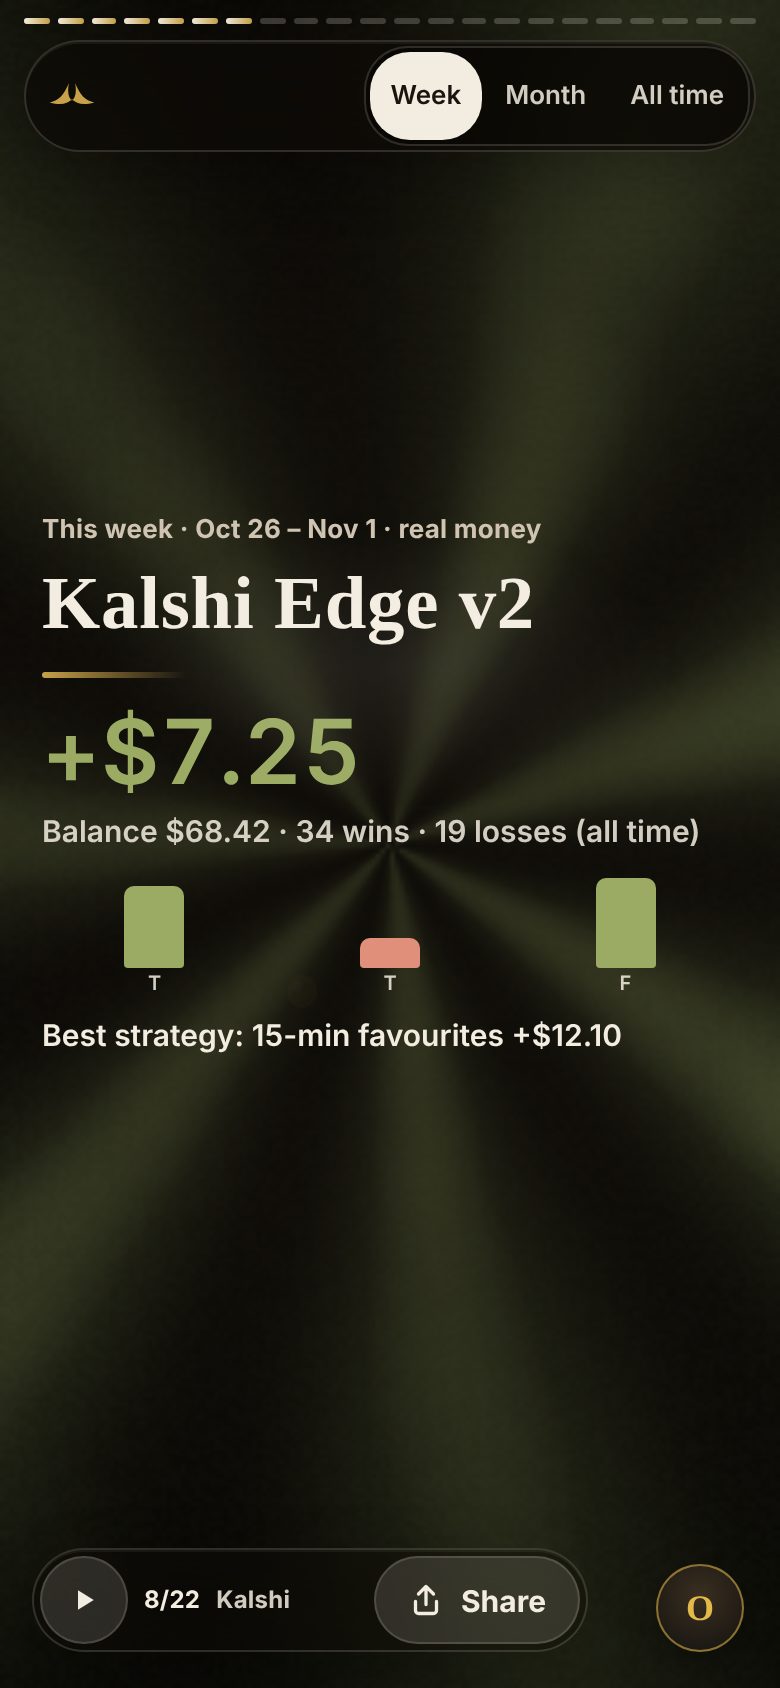 Week Month All time
This week · Oct 26 – Nov 1 · real money
Kalshi Edge v2
+$7.25
Balance $68.42 · 34 wins · 19 losses (all time)
T T F
Best strategy: 15-min favourites +$12.10
8/22 Kalshi Share O